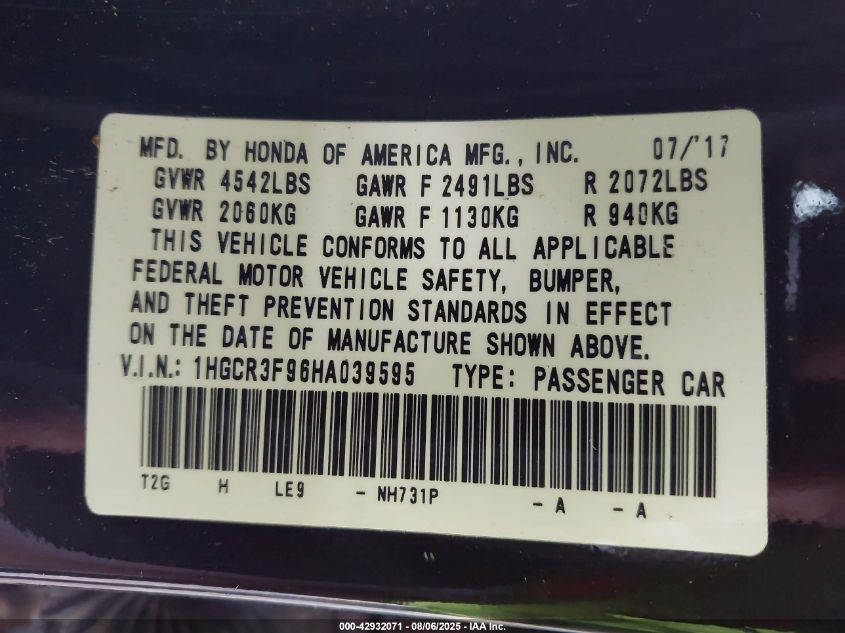 MFD. BY HONDA OF AMERICA MFG., INC. 07/'17
GVWR 4542LBS GAWR F 2491LBS R 2072LBS
GVWR 2060KG GAWR F 1130KG R 940KG
THIS VEHICLE CONFORMS TO ALL APPLICABLE
FEDERAL MOTOR VEHICLE SAFETY, BUMPER,
AND THEFT PREVENTION STANDARDS IN EFFECT
ON THE DATE OF MANUFACTURE SHOWN ABOVE.
V.I.N.: 1HGCR3F96HA039595 TYPE: PASSENGER CAR
T2G H LE9 - NH731P - A - A
000-42932071 - 08/06/2025 - IAA Inc.